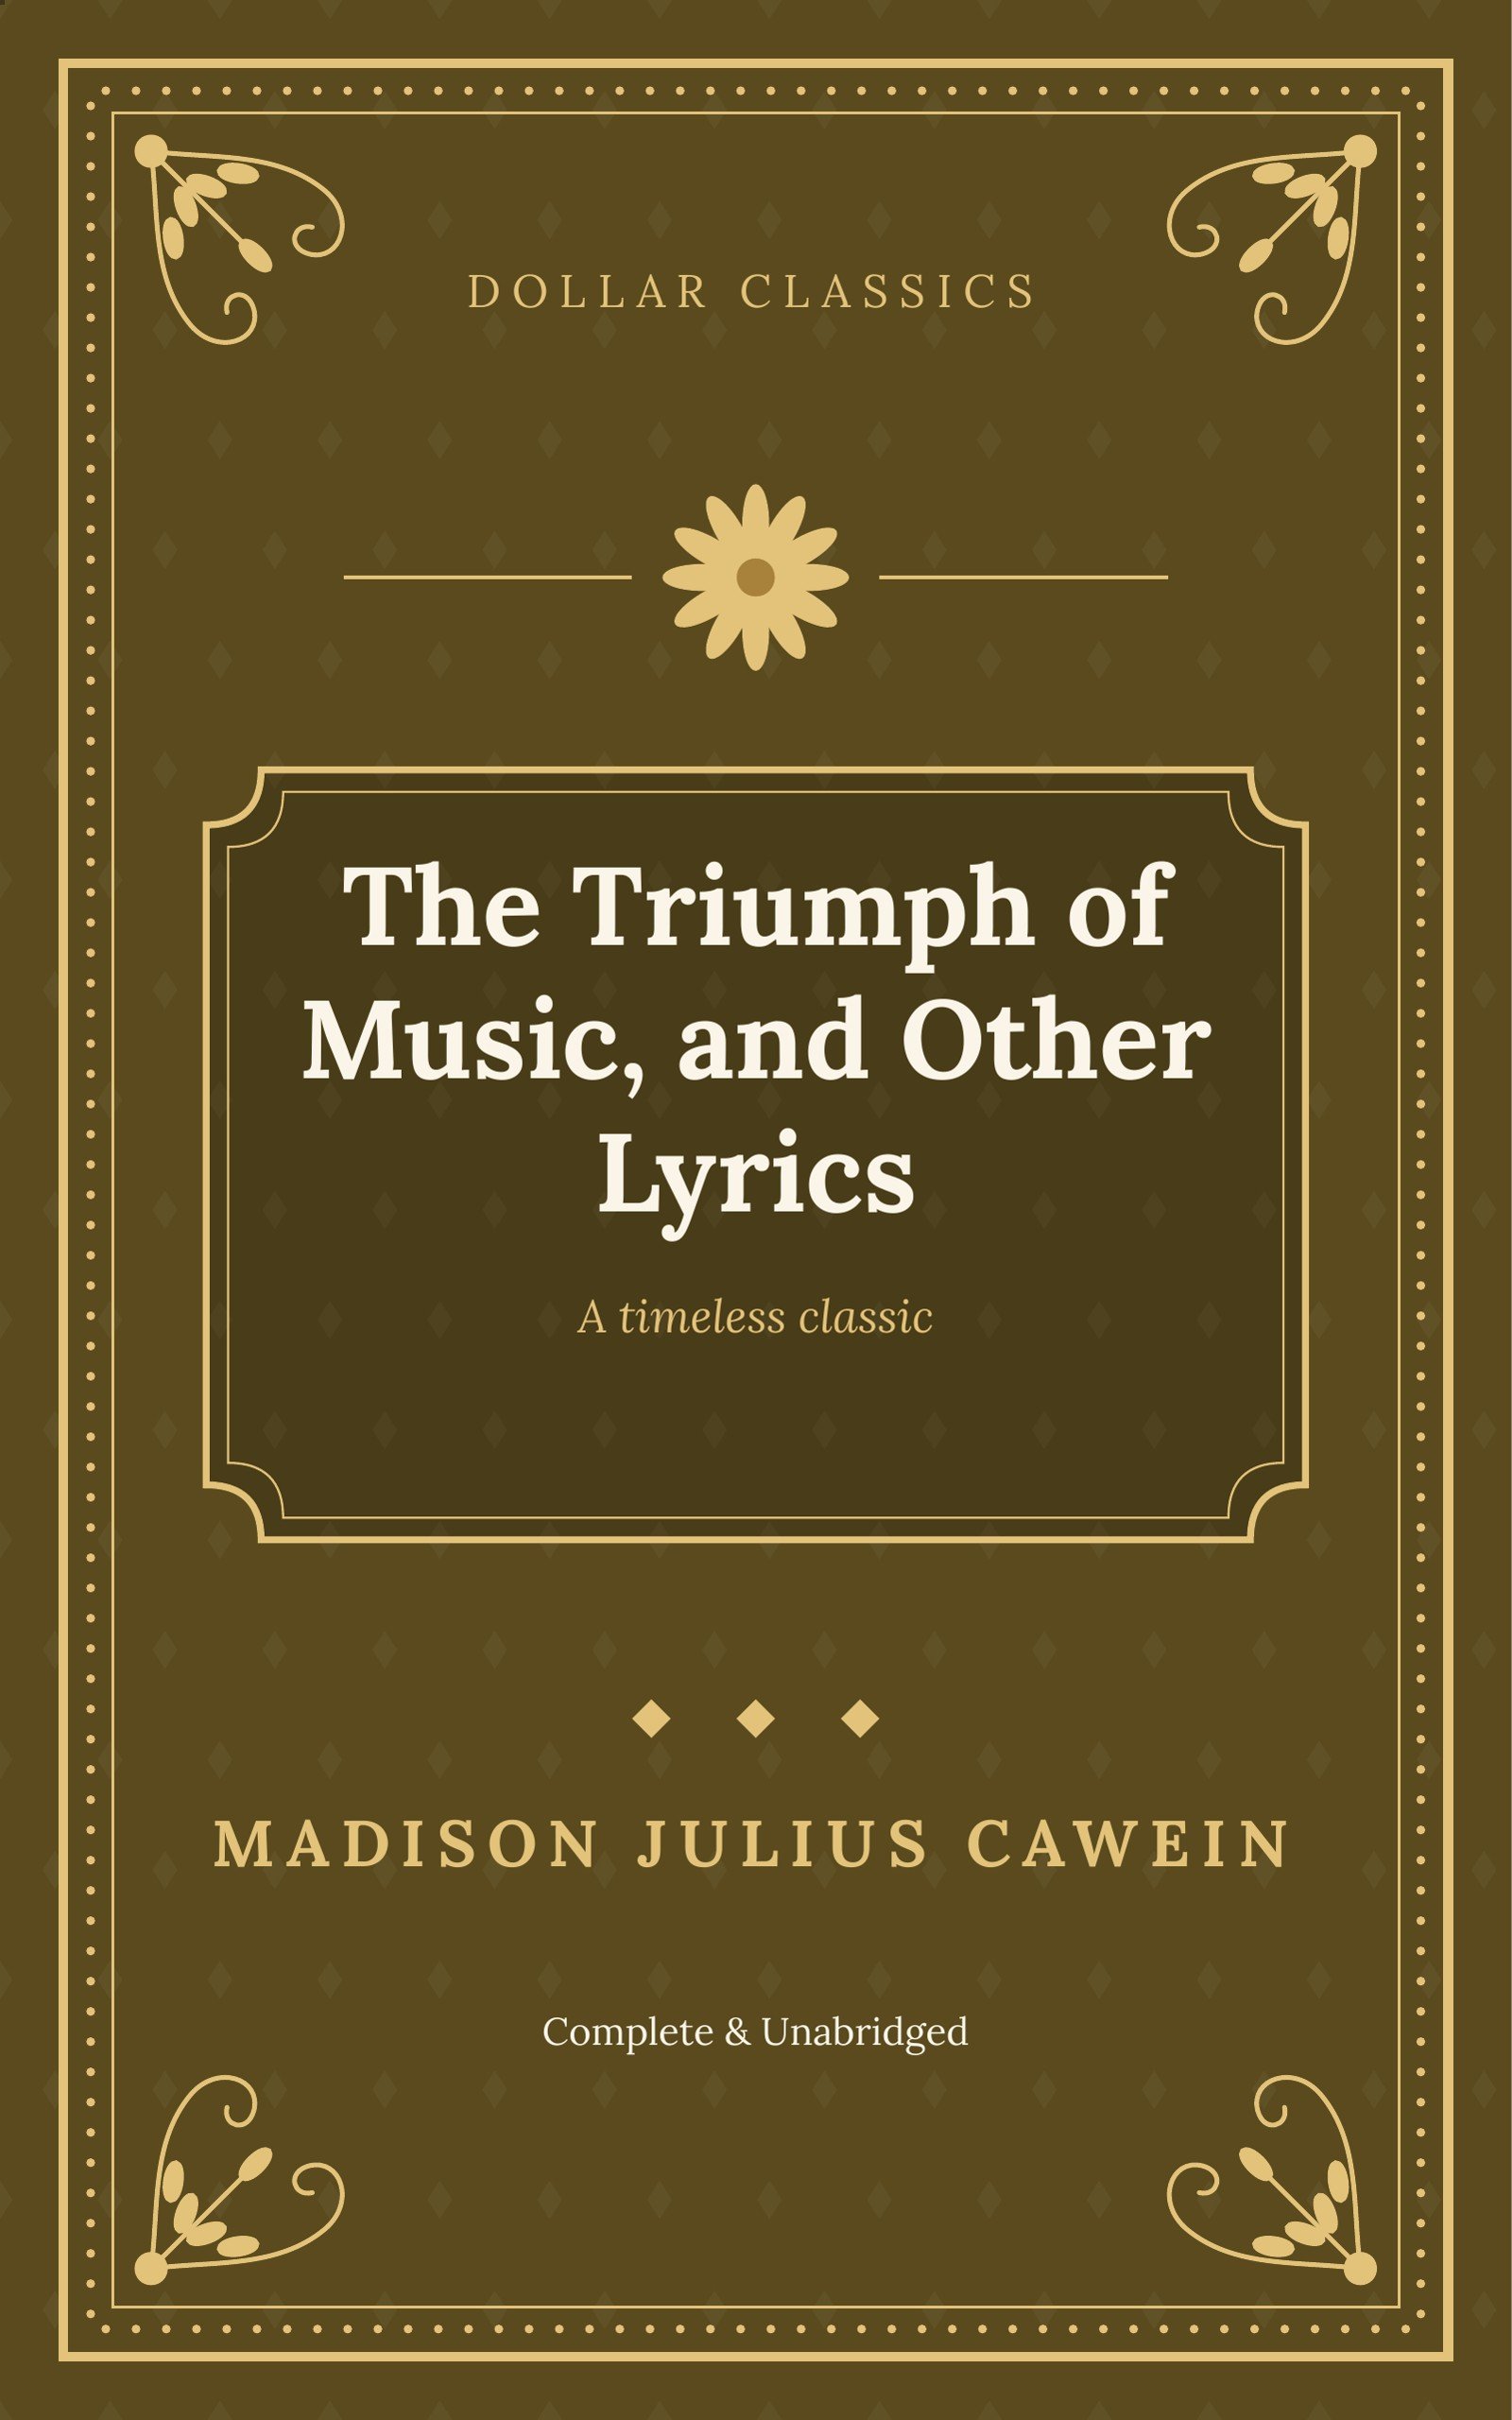 DOLLAR CLASSICS
The Triumph of
Music, and Other
Lyrics
A timeless classic
MADISON JULIUS CAWEIN
Complete & Unabridged